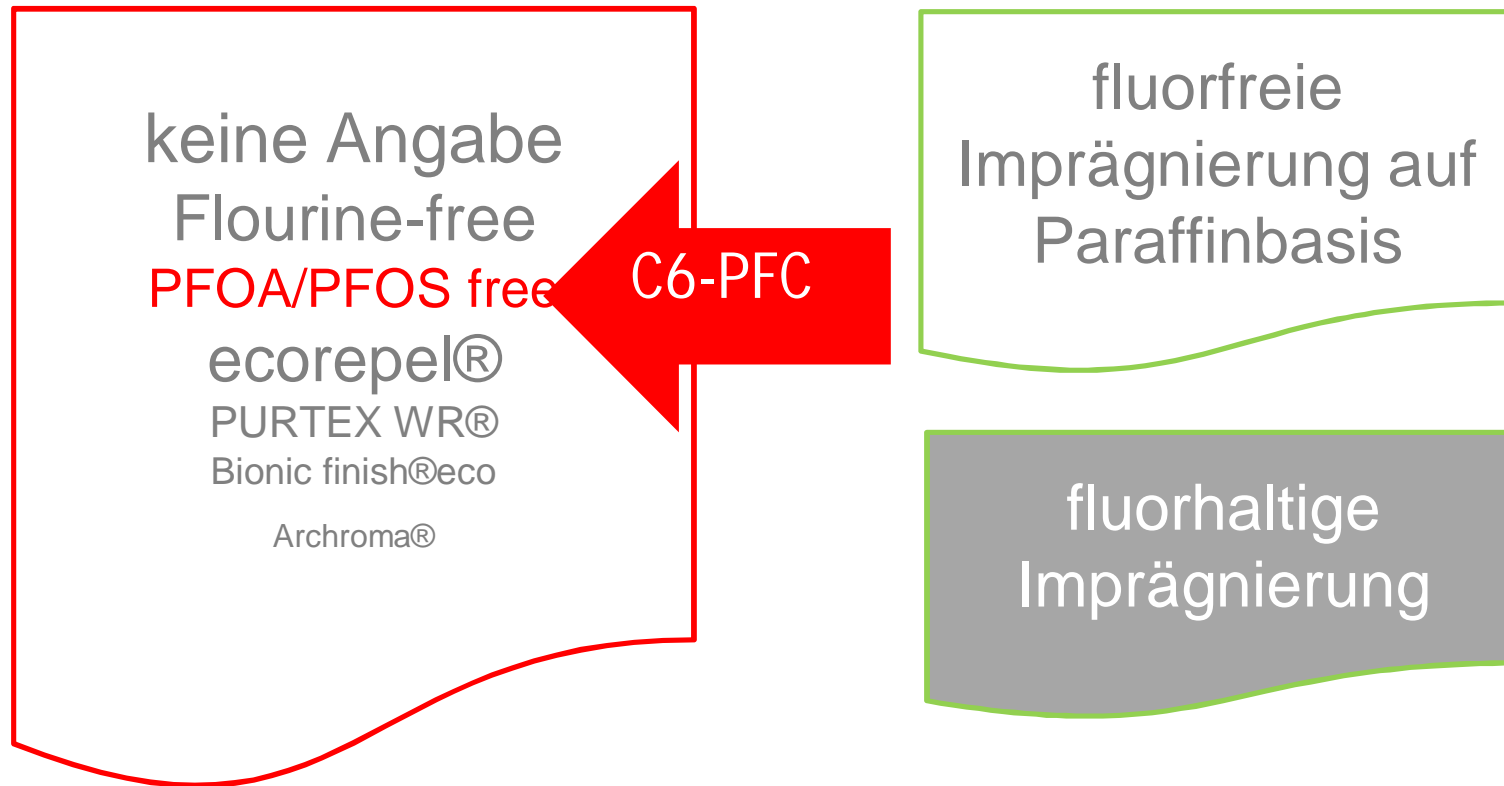 keine Angabe
Flourine-free
PFOA/PFOS free
ecorepel®
PURTEX WR®
Bionic finish®eco
Archroma®
C6-PFC
fluorfreie
Imprägnierung auf
Paraffinbasis
fluorhaltige
Imprägnierung